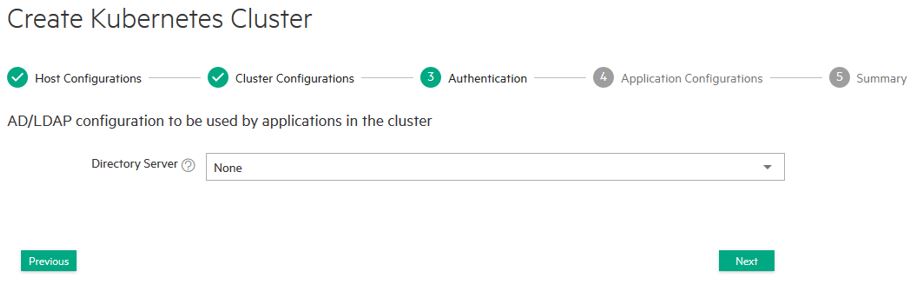 Create Kubernetes Cluster
Host Configurations Cluster Configurations 3 Authentication 4 Application Configurations 5 Summary
AD/LDAP configuration to be used by applications in the cluster
Directory Server ? None
Previous Next